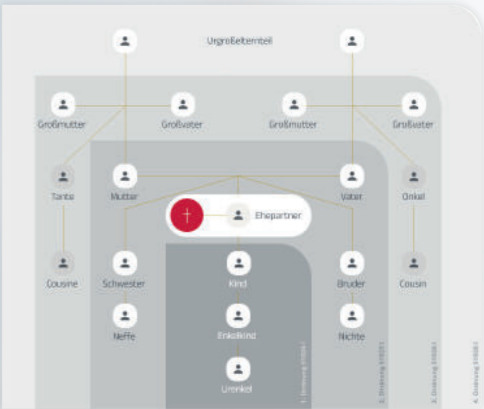 Urgroßelternteil
Großmutter
Großvater
Großmutter
Großvater
Tante
Mutter
Vater
Onkel
Ehepartner
Cousine
Schwester
Kind
Bruder
Cousin
Neffe
Enkelkind
Nichte
Urenkel
1. Ordnung
2. Ordnung
3. Ordnung
4. Ordnung